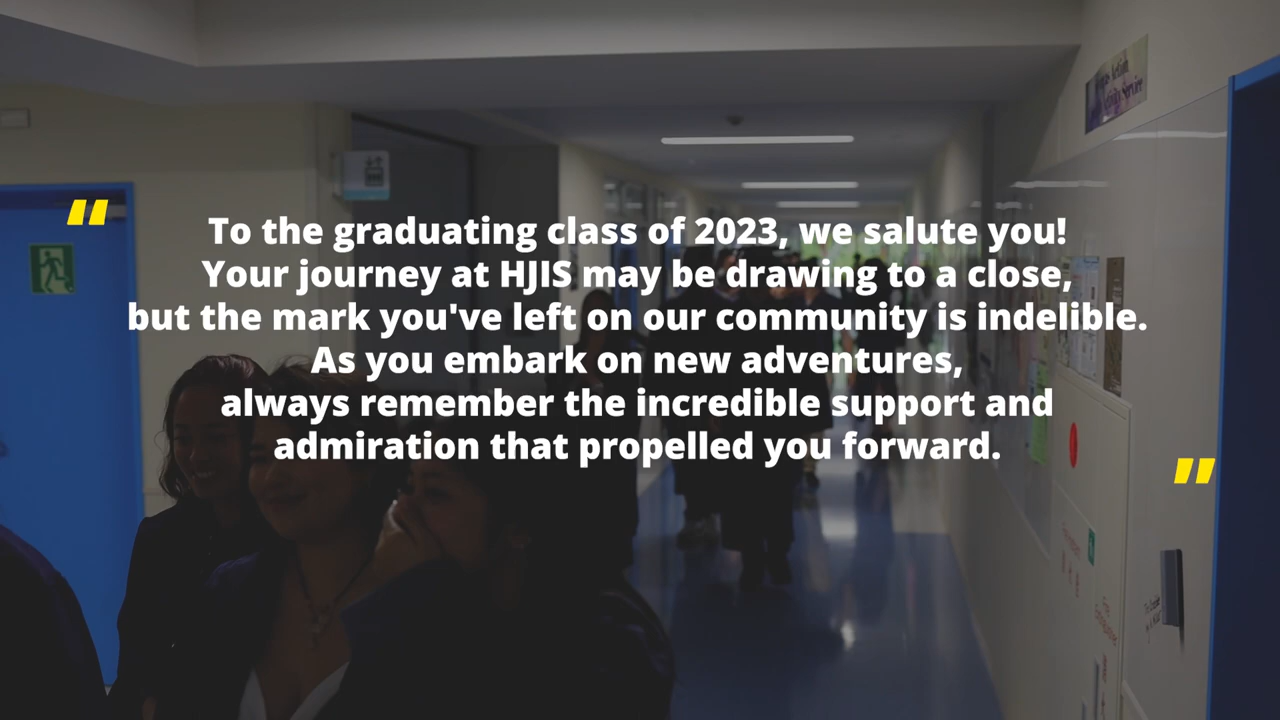 “
To the graduating class of 2023, we salute you!
Your journey at HJIS may be drawing to a close,
but the mark you've left on our community is indelible.
As you embark on new adventures,
always remember the incredible support and
admiration that propelled you forward.
”